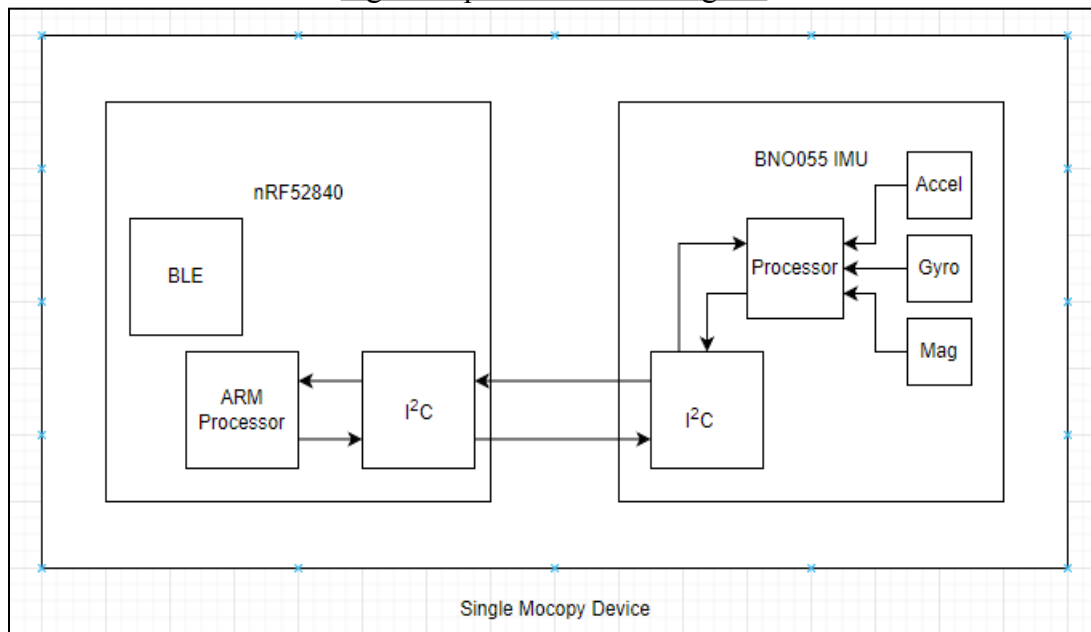 nRF52840
BLE
ARM
Processor
I²C
BNO055 IMU
Accel
Processor
Gyro
Mag
I²C
Single Mocopy Device